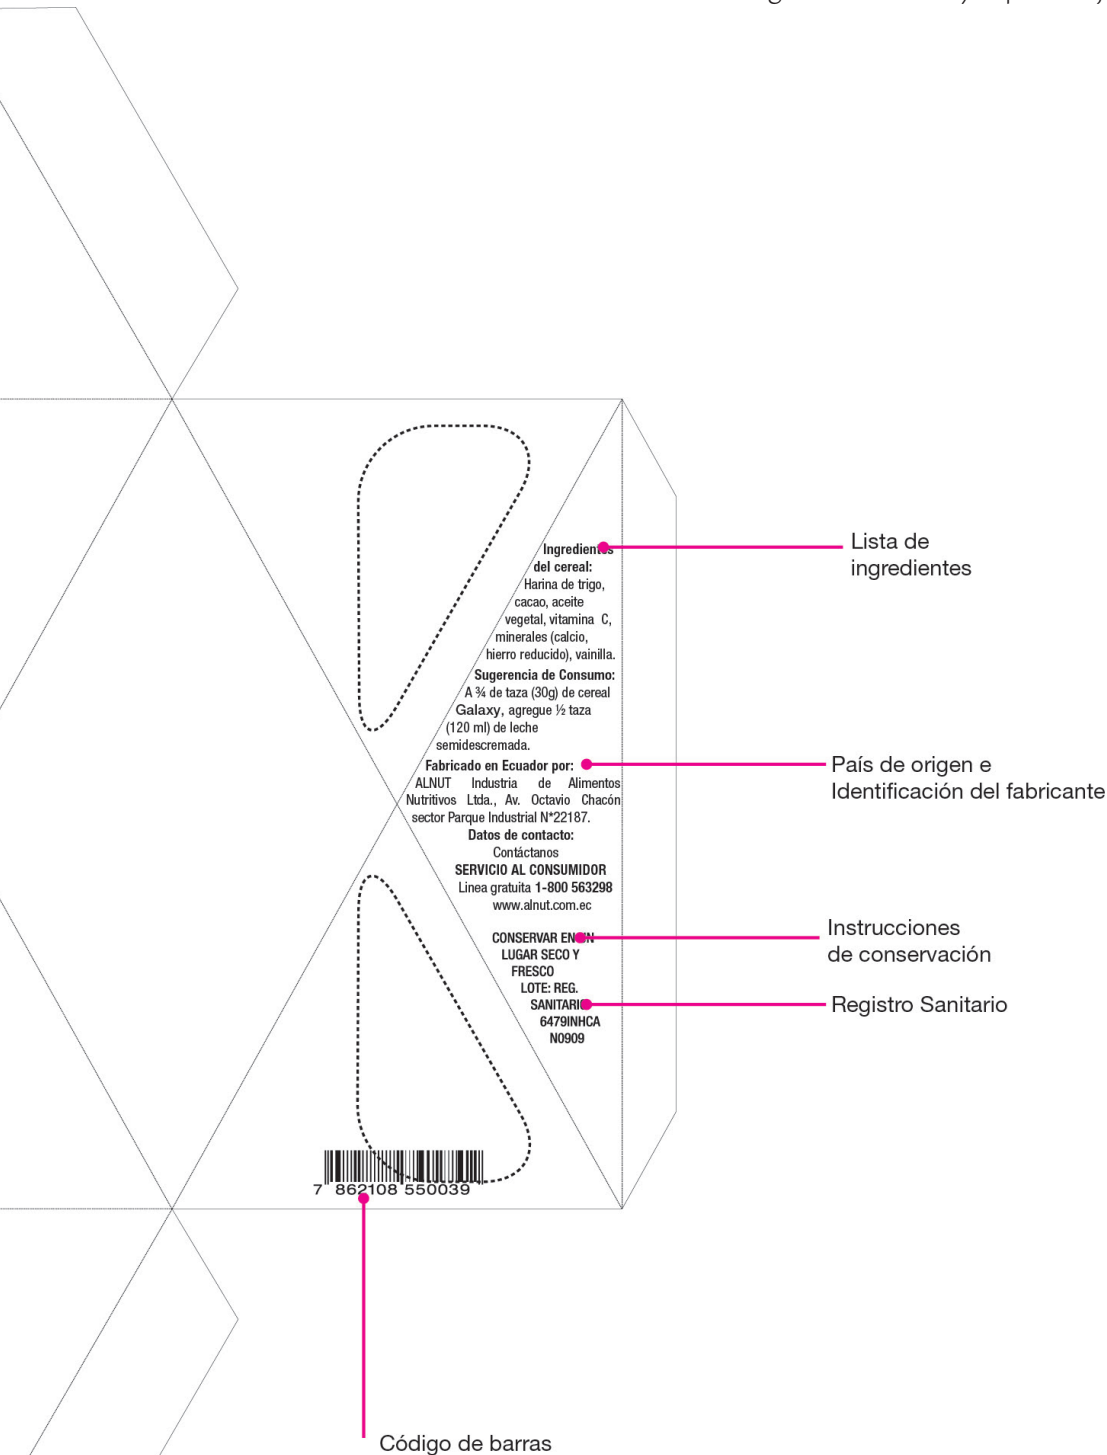 Ingredientes
del cereal:
Harina de trigo,
cacao, aceite
vegetal, vitamina C,
minerales (calcio,
hierro reducido), vainilla.
Sugerencia de Consumo:
A ¾ de taza (30g) de cereal
Galaxy, agregue ½ taza
(120 ml) de leche
semidescremada.
Fabricado en Ecuador por:
ALNUT Industria de Alimentos
Nutritivos Ltda., Av. Octavio Chacón
sector Parque Industrial N*22187.
Datos de contacto:
Contáctanos
SERVICIO AL CONSUMIDOR
Linea gratuita 1-800 563298
www.alnut.com.ec
CONSERVAR EN UN
LUGAR SECO Y
FRESCO
LOTE: REG.
SANITARIO
6479INHCA
N0909
7 862108 550039
Lista de
ingredientes
País de origen e
Identificación del fabricante
Instrucciones
de conservación
Registro Sanitario
Código de barras